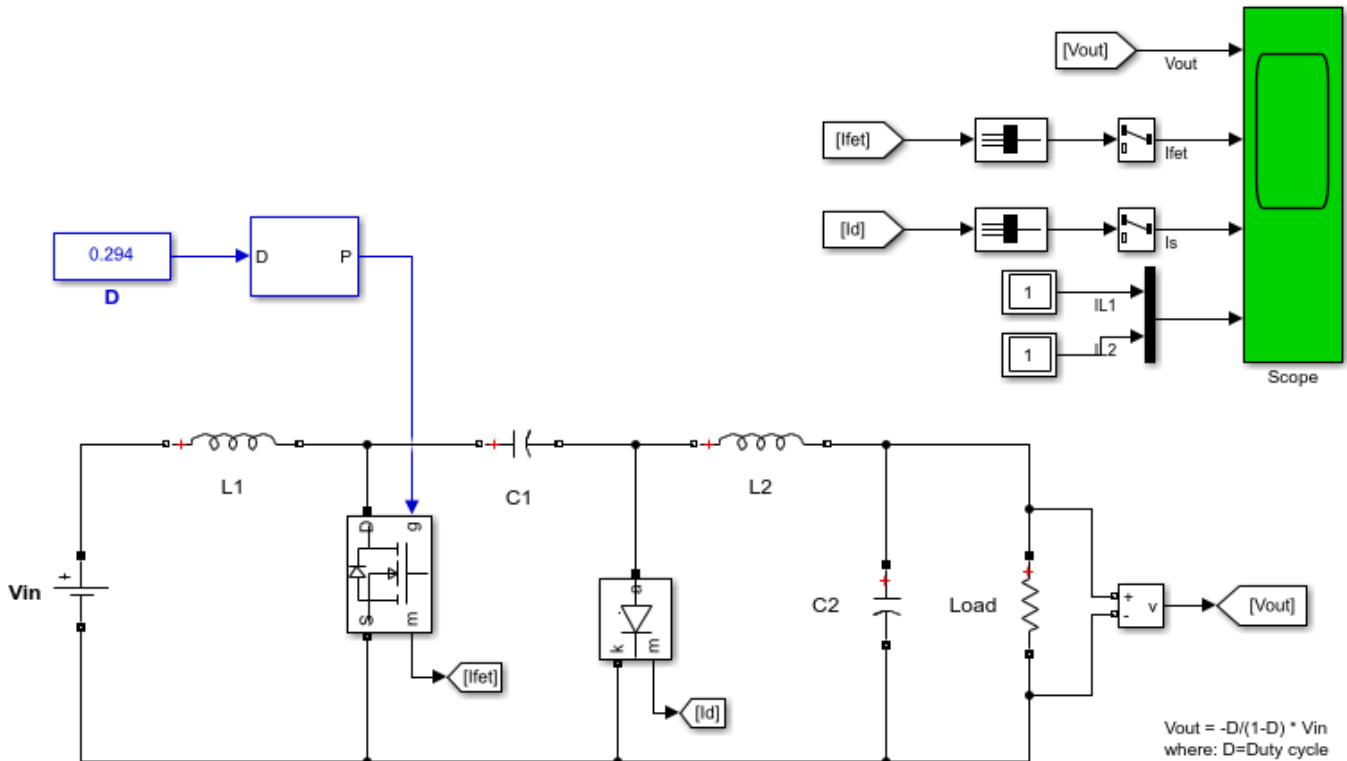 [Vout]
Vout
[Ifet]
Ifet
[Id]
Is
1
IL1
1
IL2
Scope
0.294
D
D
P
L1
C1
L2
Vin
+
D
g
S
m
[Ifet]
a
k
m
[Id]
C2
Load
+
-
v
[Vout]
Vout = -D/(1-D) * Vin
where: D=Duty cycle